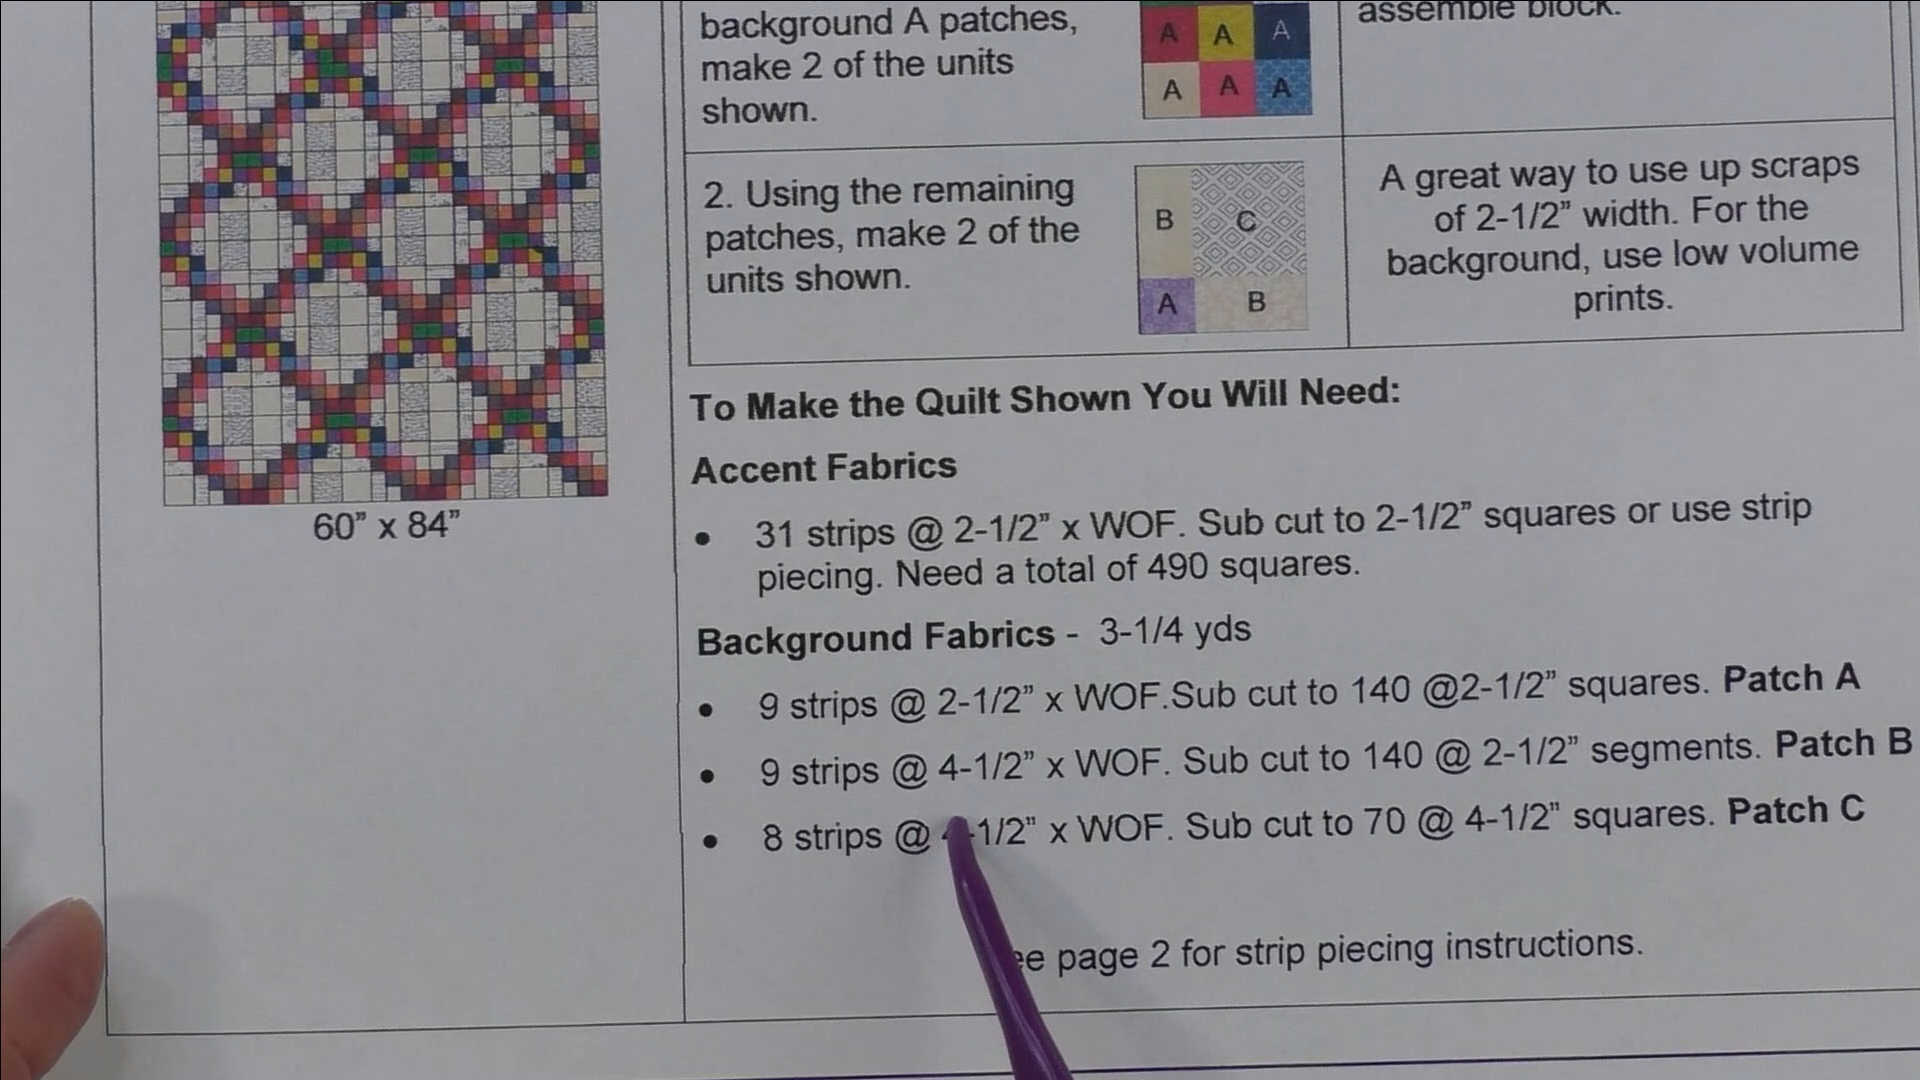 background A patches,
make 2 of the units
shown.
A A A
A A A
assemble block.
2. Using the remaining
patches, make 2 of the
units shown.
B C
A B
A great way to use up scraps
of 2-1/2” width. For the
background, use low volume
prints.
60” x 84”
To Make the Quilt Shown You Will Need:
Accent Fabrics
• 31 strips @ 2-1/2” x WOF. Sub cut to 2-1/2” squares or use strip
piecing. Need a total of 490 squares.
Background Fabrics - 3-1/4 yds
• 9 strips @ 2-1/2” x WOF.Sub cut to 140 @2-1/2” squares. Patch A
• 9 strips @ 4-1/2” x WOF. Sub cut to 140 @ 2-1/2” segments. Patch B
• 8 strips @ 4-1/2” x WOF. Sub cut to 70 @ 4-1/2” squares. Patch C
page 2 for strip piecing instructions.